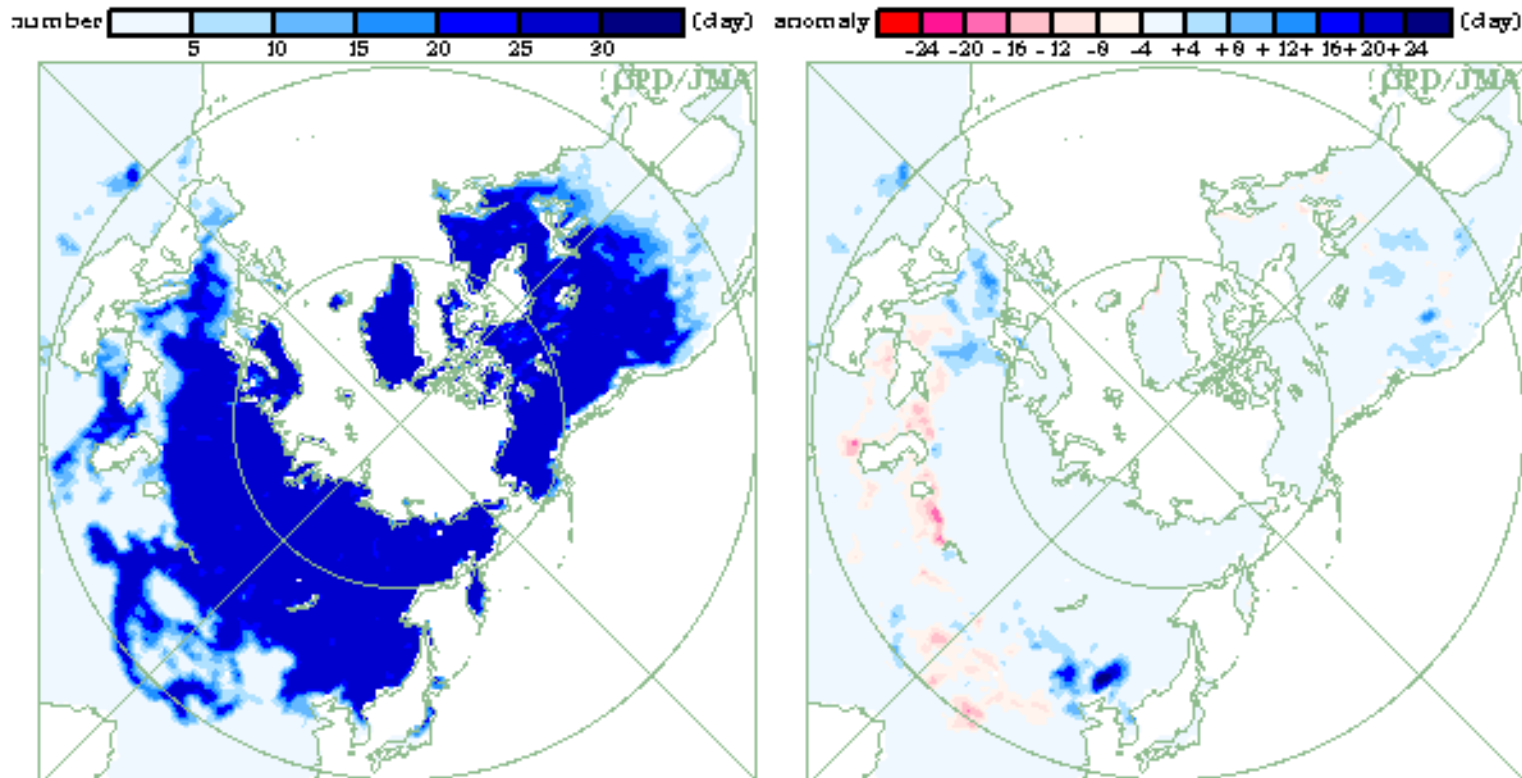 number (day)
5 10 15 20 25 30
anomaly (day)
-24 -20 -16 -12 -8 -4 +4 +8 + 12+ 16+ 20+ 24
CPD/JMA
CPD/JMA